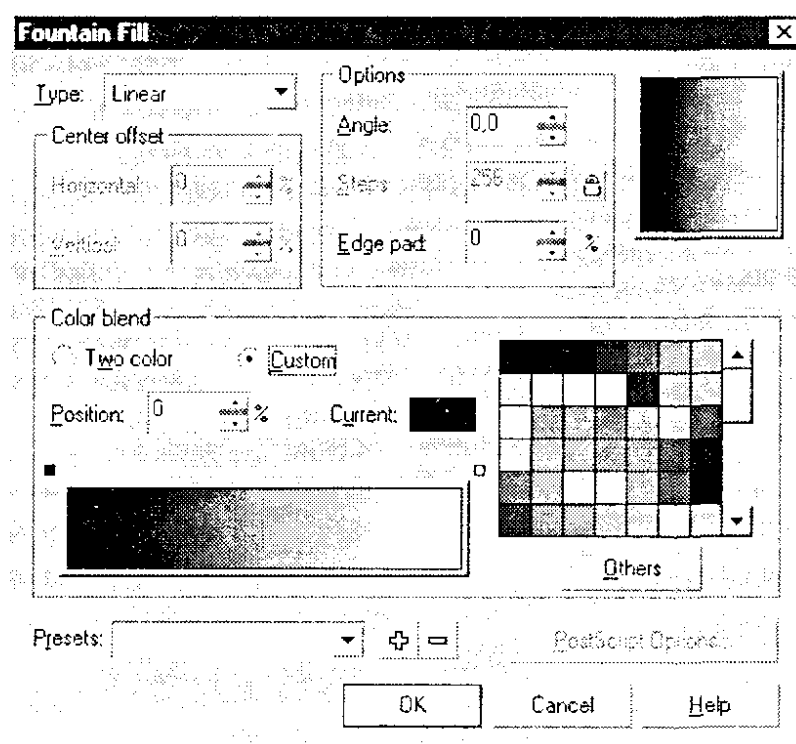 Fountain Fill
Type: Linear
Options
Angle: 0,0
Center offset
Horizontal: 0 %
Steps: 256
Vertical: 0 %
Edge pad: 0 %
Color blend
Two color Custom
Position: 0 % Current:
Others
Presets:
PostScript Options...
OK Cancel Help